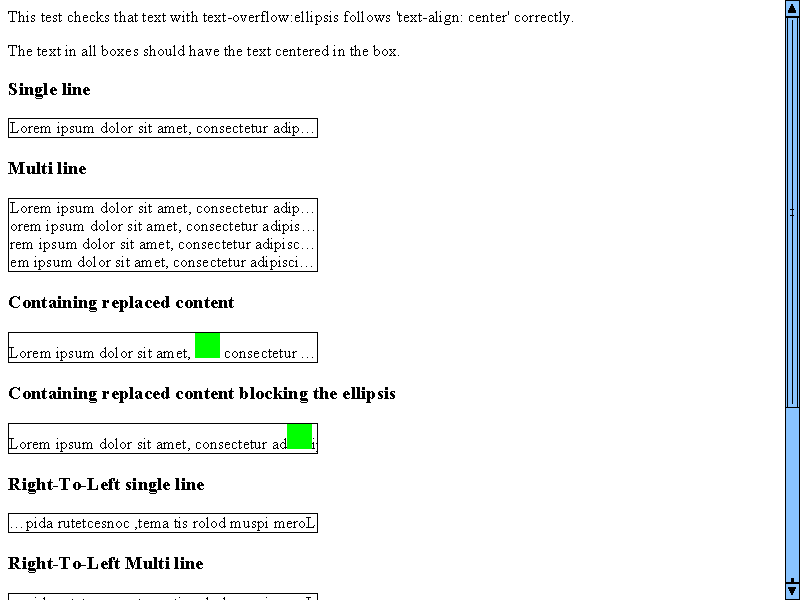 This test checks that text with text-overflow:ellipsis follows 'text-align: center' correctly.
The text in all boxes should have the text centered in the box.
Single line
Lorem ipsum dolor sit amet, consectetur adip…
Multi line
Lorem ipsum dolor sit amet, consectetur adip…
orem ipsum dolor sit amet, consectetur adipis…
rem ipsum dolor sit amet, consectetur adipisc…
em ipsum dolor sit amet, consectetur adipisci…
Containing replaced content
Lorem ipsum dolor sit amet, consectetur …
Containing replaced content blocking the ellipsis
Lorem ipsum dolor sit amet, consectetur ad
Right-To-Left single line
…pida rutetcesnoc ,tema tis rolod muspi meroL
Right-To-Left Multi line